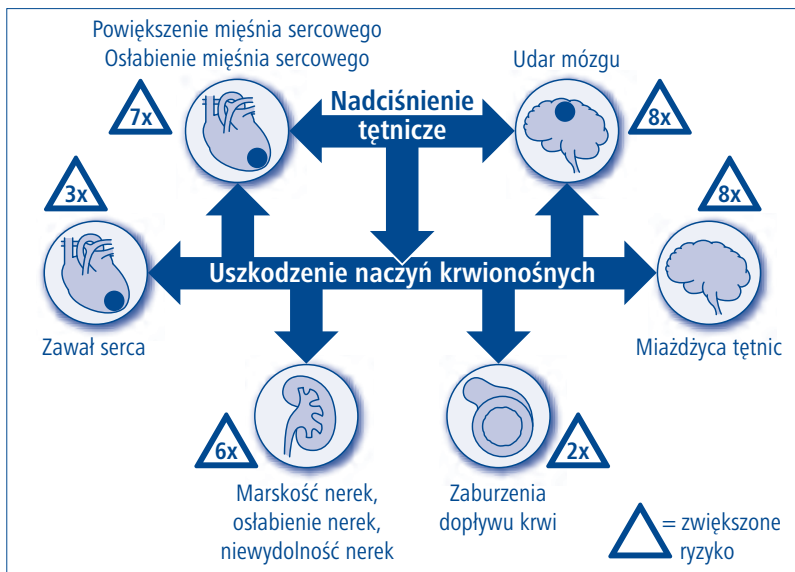 Powiększenie mięśnia sercowego
Osłabienie mięśnia sercowego
Udar mózgu
7x
Nadciśnienie
tętnicze
8x
3x
8x
Uszkodzenie naczyń krwionośnych
Zawał serca
Miażdżyca tętnic
6x
2x
Marskość nerek,
osłabienie nerek,
niewydolność nerek
Zaburzenia
dopływu krwi
= zwiększone
ryzyko